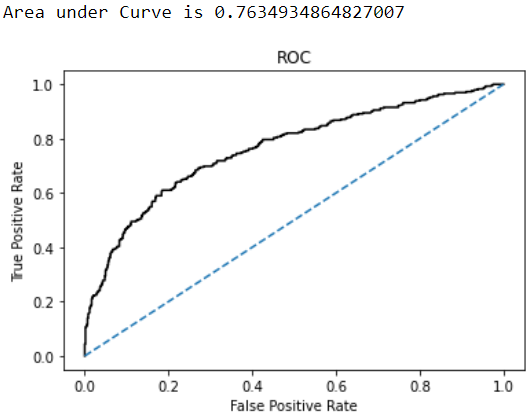 Area under Curve is 0.7634934864827007
ROC
1.0
0.8
0.6
0.4
0.2
0.0
True Positive Rate
0.0 0.2 0.4 0.6 0.8 1.0
False Positive Rate